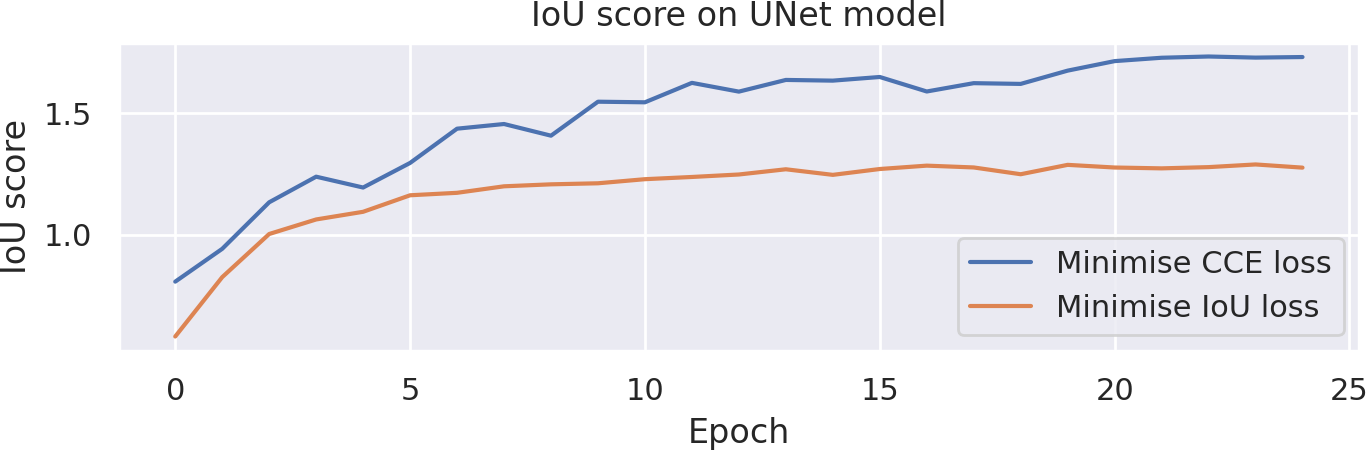 IoU score on UNet model
IoU score
1.5
1.0
Minimise CCE loss
Minimise IoU loss
0 5 10 15 20 25
Epoch